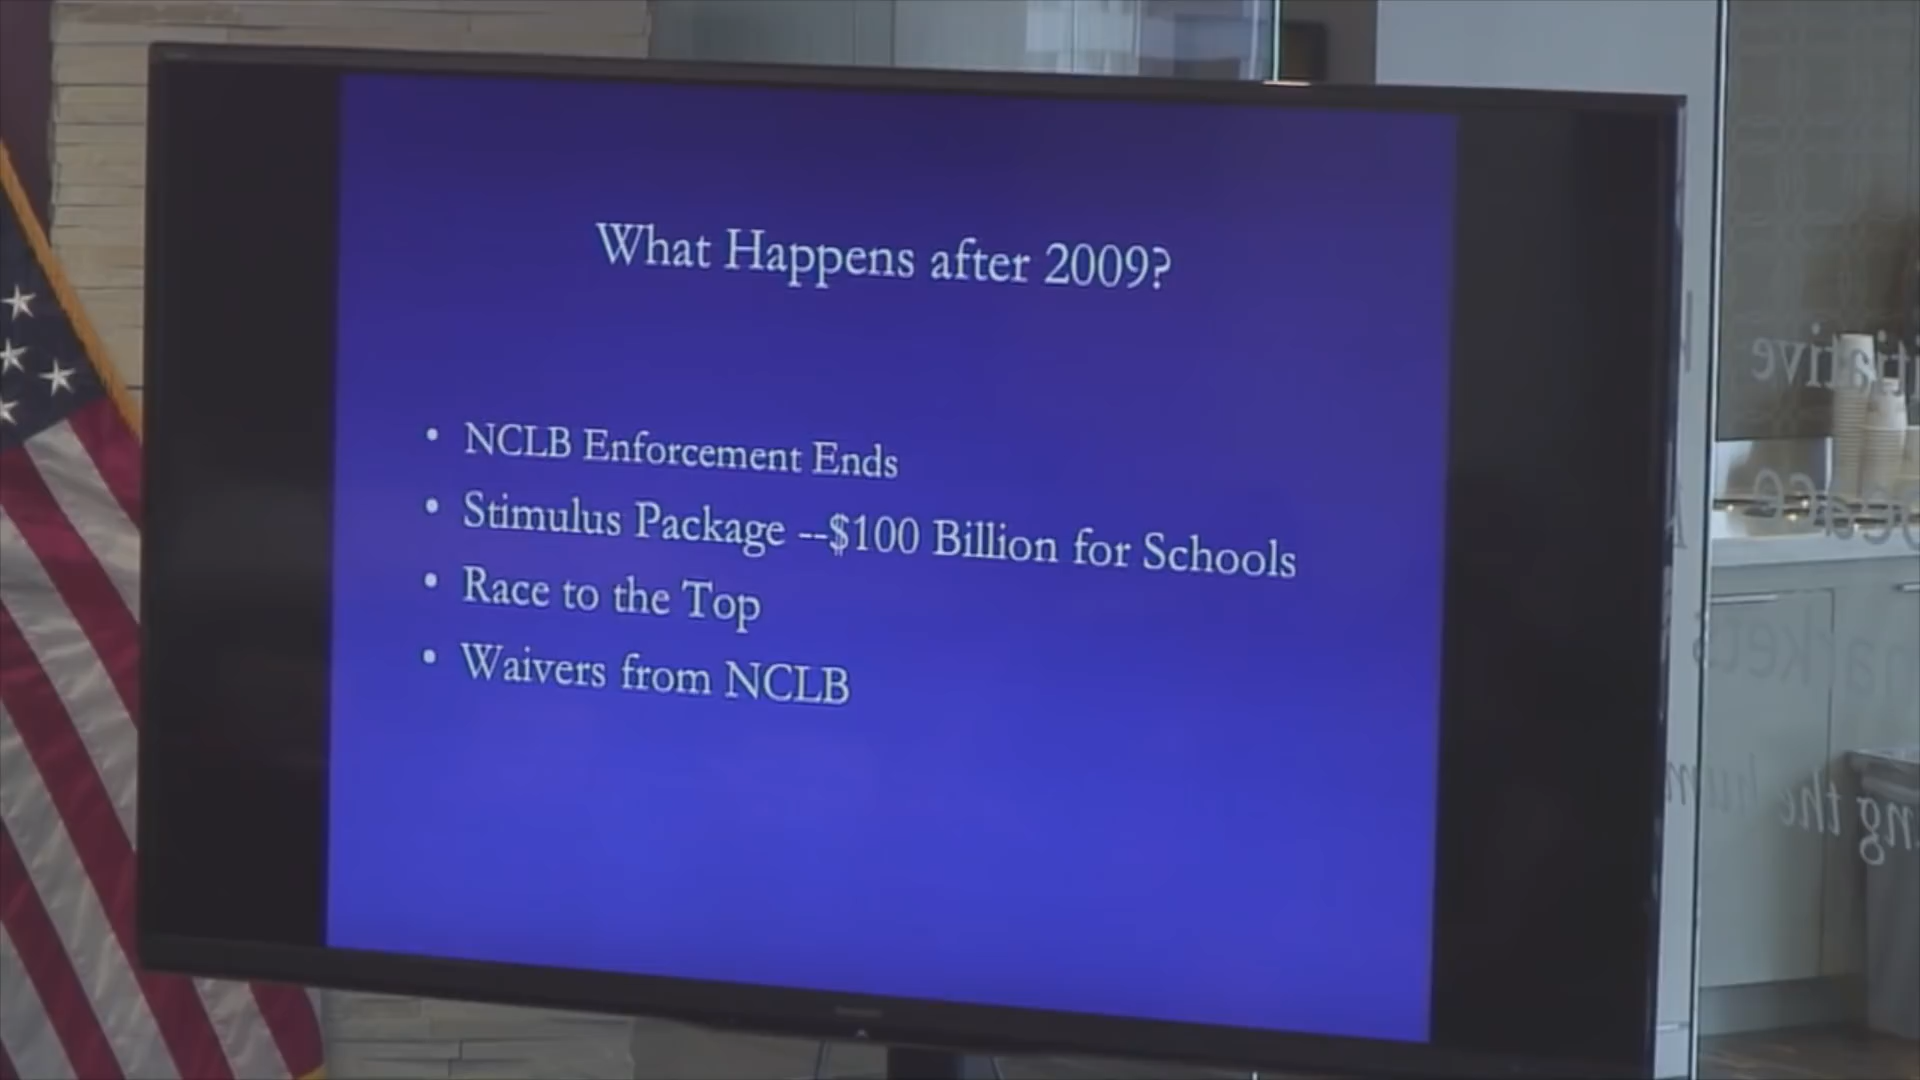 What Happens after 2009?
• NCLB Enforcement Ends
• Stimulus Package --$100 Billion for Schools
• Race to the Top
• Waivers from NCLB
the